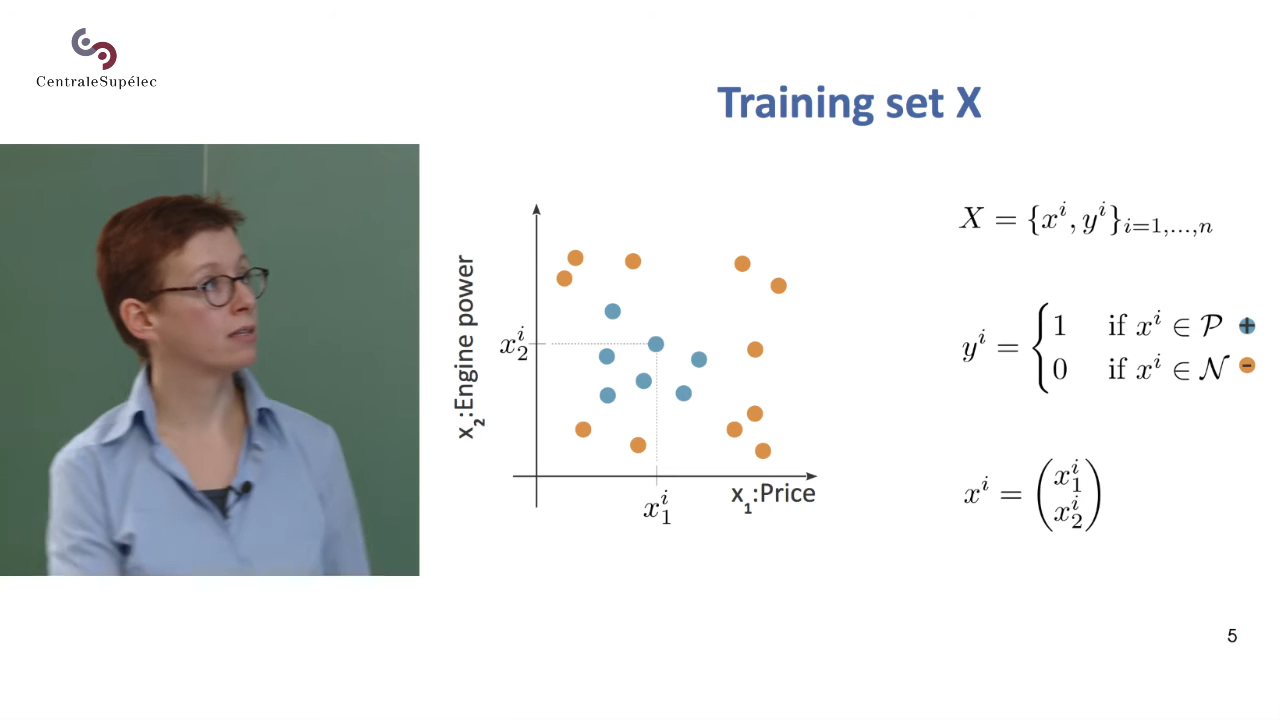 CentraleSupélec
Training set X
X = {xⁱ, yⁱ}ᵢ₌₁,...,ₙ
x₂:Engine power
x₂ⁱ
x₁ⁱ
x₁:Price
yⁱ = { 1 if xⁱ ∈ 𝒫 +
0 if xⁱ ∈ 𝒩 -
xⁱ = (x₁ⁱ
x₂ⁱ)
5